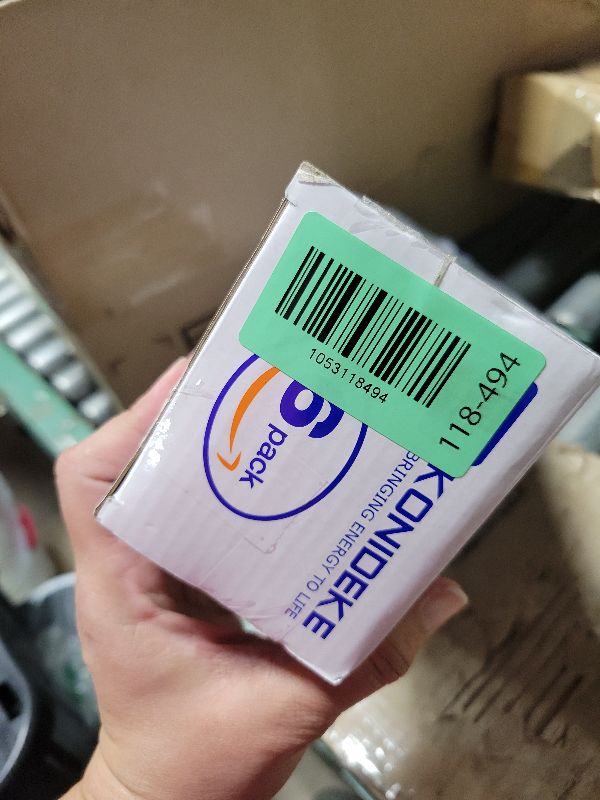 1053118494
118-494
6
pack
KONIDEKE
BRINGING ENERGY TO LIFE